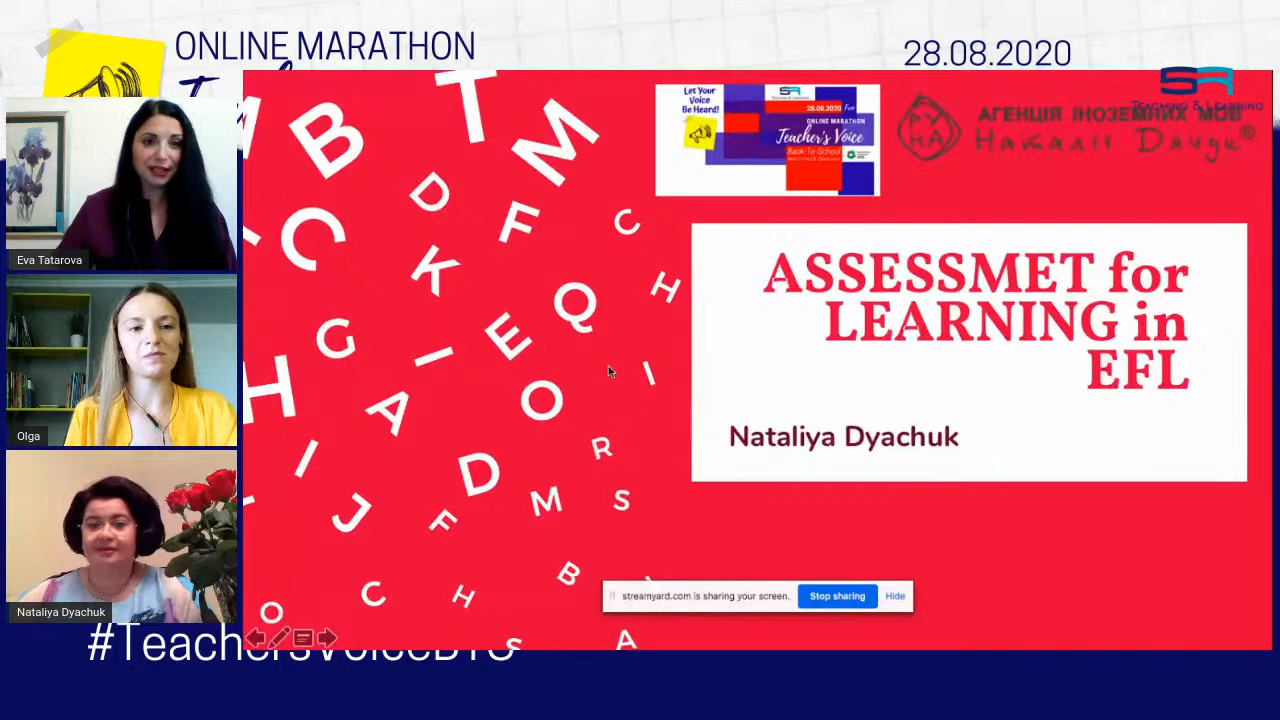 ONLINE MARATHON
28.08.2020
Eva Tatarova
Olga
Nataliya Dyachuk
Let Your
Voice
Be Heard!
28.08.2020 Free
ONLINE MARATHON
Teacher's Voice
Back-To-School
TEACHING & LEARNING
АГЕНЦІЯ ІНОЗЕМНИХ МОВ
Наталії Дячук®
ASSESSMET for
LEARNING in
EFL
Nataliya Dyachuk
B T M
D F C
C K H
Q
G E
I I
H A O
I R
D M S
J F
B
C H
O S A
streamyard.com is sharing your screen. Stop sharing Hide
#TeachersVoiceBTS